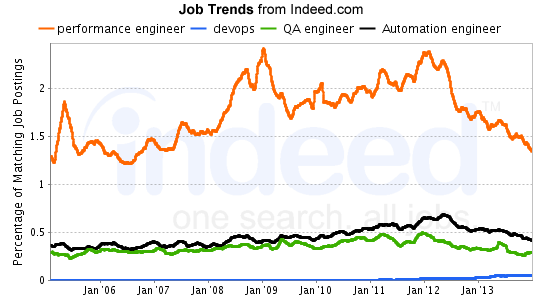 Job Trends from Indeed.com
performance engineer devops QA engineer Automation engineer
Percentage of Matching Job Postings
2
1.5
1
0.5
0
Jan'06 Jan'07 Jan'08 Jan'09 Jan'10 Jan'11 Jan'12 Jan'13
indeed™
one search. all jobs